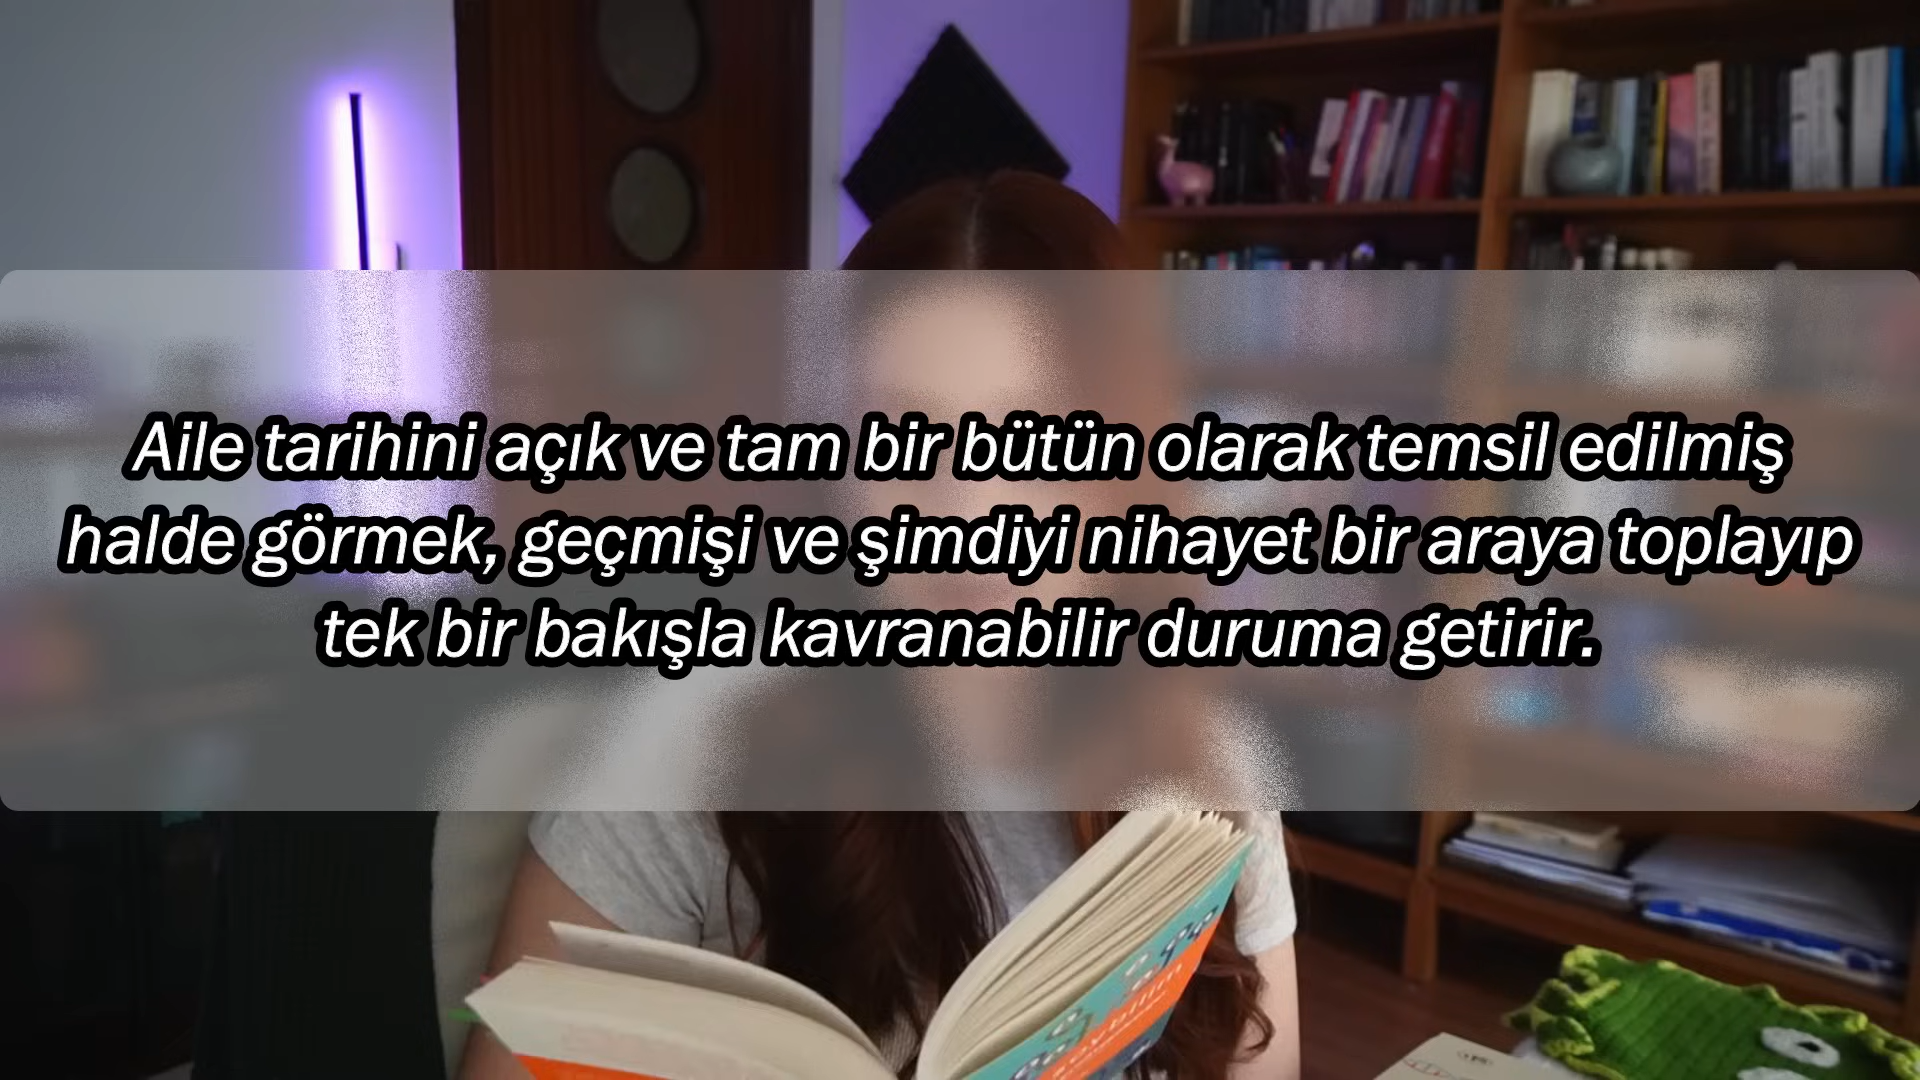 Aile tarihini açık ve tam bir bütün olarak temsil edilmiş
halde görmek, geçmişi ve şimdiyi nihayet bir araya toplayıp
tek bir bakışla kavranabilir duruma getirir.